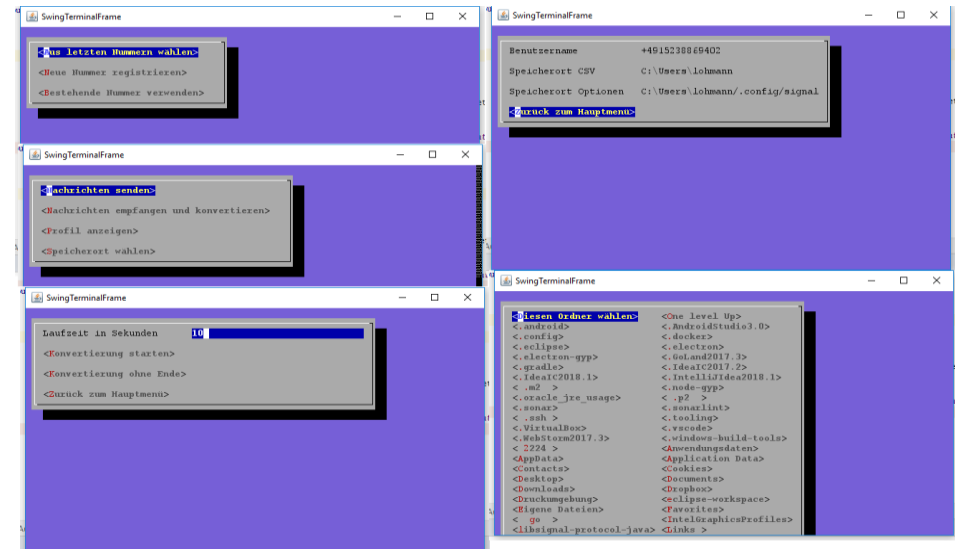 SwingTerminalFrame
<Aus letzten Nummern wählen>
<Neue Nummer registrieren>
<Bestehende Nummer verwenden>
SwingTerminalFrame
<Nachrichten senden>
<Nachrichten empfangen und konvertieren>
<Profil anzeigen>
<Speicherort wählen>
SwingTerminalFrame
Laufzeit in Sekunden 10
<Konvertierung starten>
<Konvertierung ohne Ende>
<Zurück zum Hauptmenü>
SwingTerminalFrame
Benutzername +4915238869402
Speicherort CSV C:\Users\lohmann
Speicherort Optionen C:\Users\lohmann/.config/signal
<Zurück zum Hauptmenü>
SwingTerminalFrame
<Diesen Ordner wählen> <One level Up>
<.android> <.AndroidStudio3.0>
<.config> <.docker>
<.eclipse> <.electron>
<.electron-gyp> <.GoLand2017.3>
<.gradle> <.IdeaIC2017.2>
<.IdeaIC2018.1> <.IntelliJIdea2018.1>
< .m2 > <.node-gyp>
<.oracle_jre_usage> < .p2 >
<.sonar> <.sonarlint>
< .ssh > <.tooling>
<.VirtualBox> <.vscode>
<.WebStorm2017.3> <.windows-build-tools>
< 2224 > <Anwendungsdaten>
<AppData> <Application Data>
<Contacts> <Cookies>
<Desktop> <Documents>
<Downloads> <Dropbox>
<Druckumgebung> <eclipse-workspace>
<Eigene Dateien> <Favorites>
< go > <IntelGraphicsProfiles>
<libsignal-protocol-java> <Links >